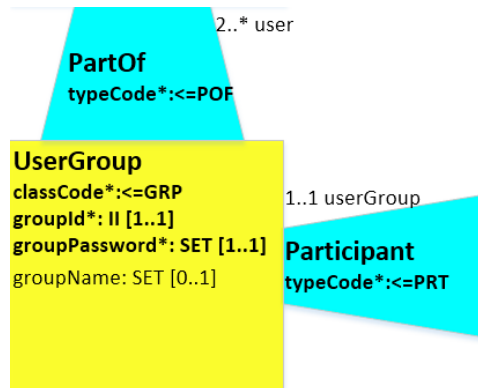 2..* user
PartOf
typeCode*:<=POF
UserGroup
classCode*:<=GRP
groupId*: II [1..1]
groupPassword*: SET [1..1]
groupName: SET [0..1]
1..1 userGroup
Participant
typeCode*:<=PRT